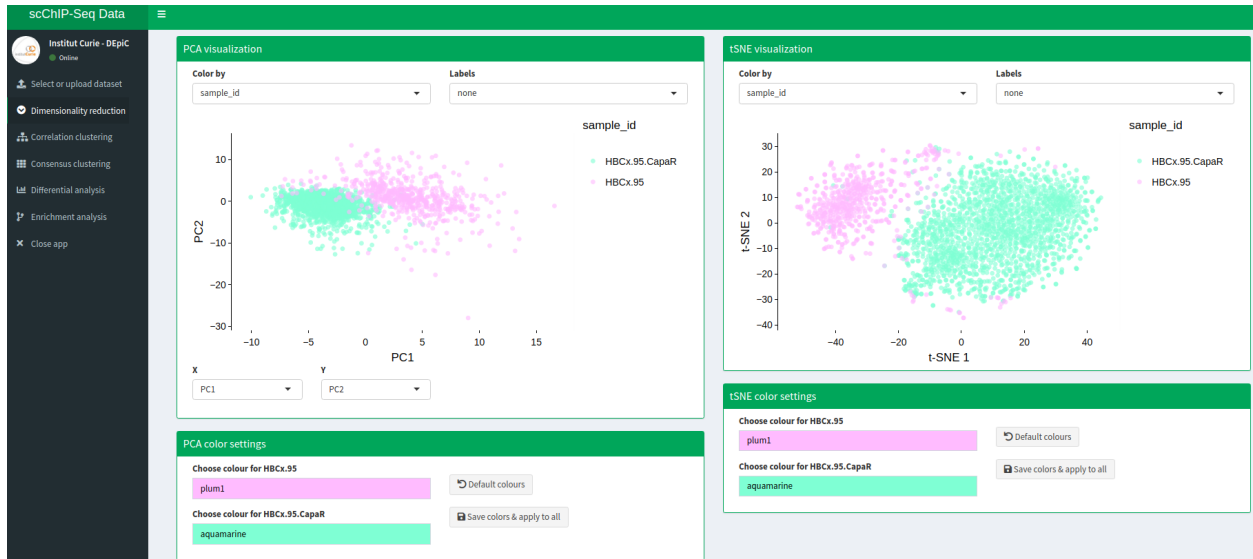 scChIP-Seq Data
Institut Curie - DEpiC
Online
Select or upload dataset
Dimensionality reduction
Correlation clustering
Consensus clustering
Differential analysis
Enrichment analysis
Close app
PCA visualization
Color by
Labels
sample_id
none
sample_id
HBCx.95.CapaR
HBCx.95
PC2
10
0
−10
−20
−30
−10 −5 0 5 10 15
PC1
X
Y
PC1
PC2
PCA color settings
Choose colour for HBCx.95
plum1
Default colours
Choose colour for HBCx.95.CapaR
Save colors & apply to all
aquamarine
tSNE visualization
Color by
Labels
sample_id
none
sample_id
HBCx.95.CapaR
HBCx.95
t-SNE 2
30
20
10
0
−10
−20
−30
−40
−40 −20 0 20 40
t-SNE 1
tSNE color settings
Choose colour for HBCx.95
plum1
Default colours
Choose colour for HBCx.95.CapaR
Save colors & apply to all
aquamarine